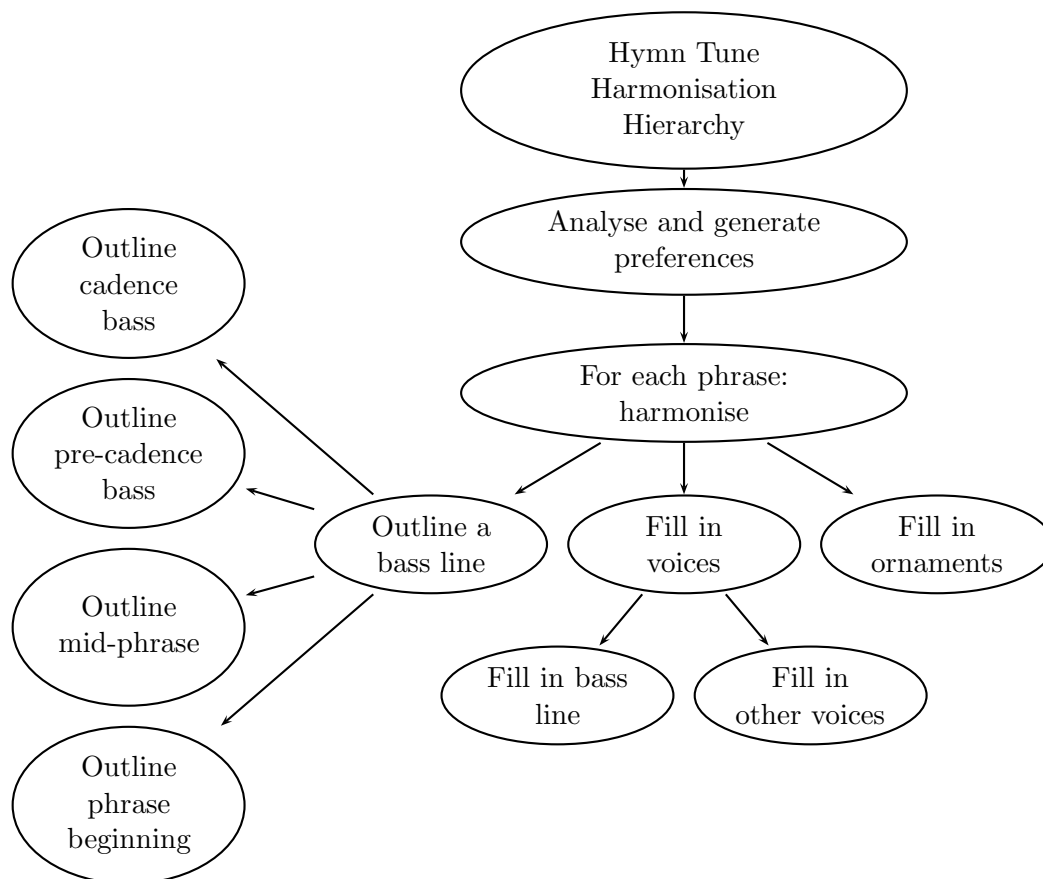 Hymn Tune
Harmonisation
Hierarchy
Analyse and generate
preferences
For each phrase:
harmonise
Outline a
bass line
Fill in
voices
Fill in
ornaments
Outline
cadence
bass
Outline
pre-cadence
bass
Outline
mid-phrase
Outline
phrase
beginning
Fill in bass
line
Fill in
other voices